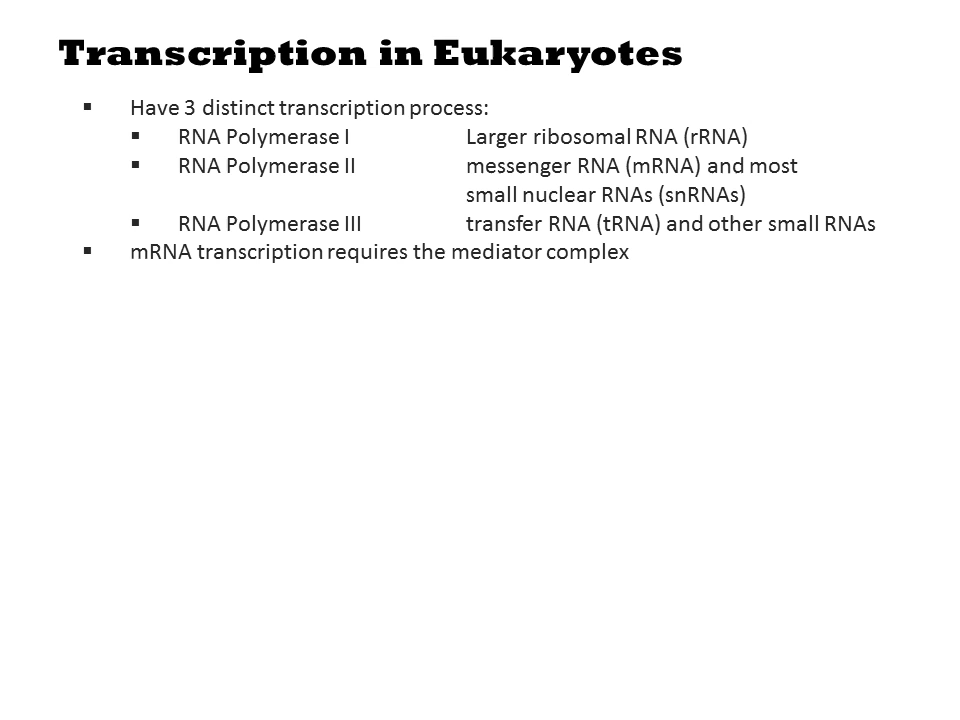 Transcription in Eukaryotes
▪ Have 3 distinct transcription process:
▪ RNA Polymerase I Larger ribosomal RNA (rRNA)
▪ RNA Polymerase II messenger RNA (mRNA) and most
small nuclear RNAs (snRNAs)
▪ RNA Polymerase III transfer RNA (tRNA) and other small RNAs
▪ mRNA transcription requires the mediator complex